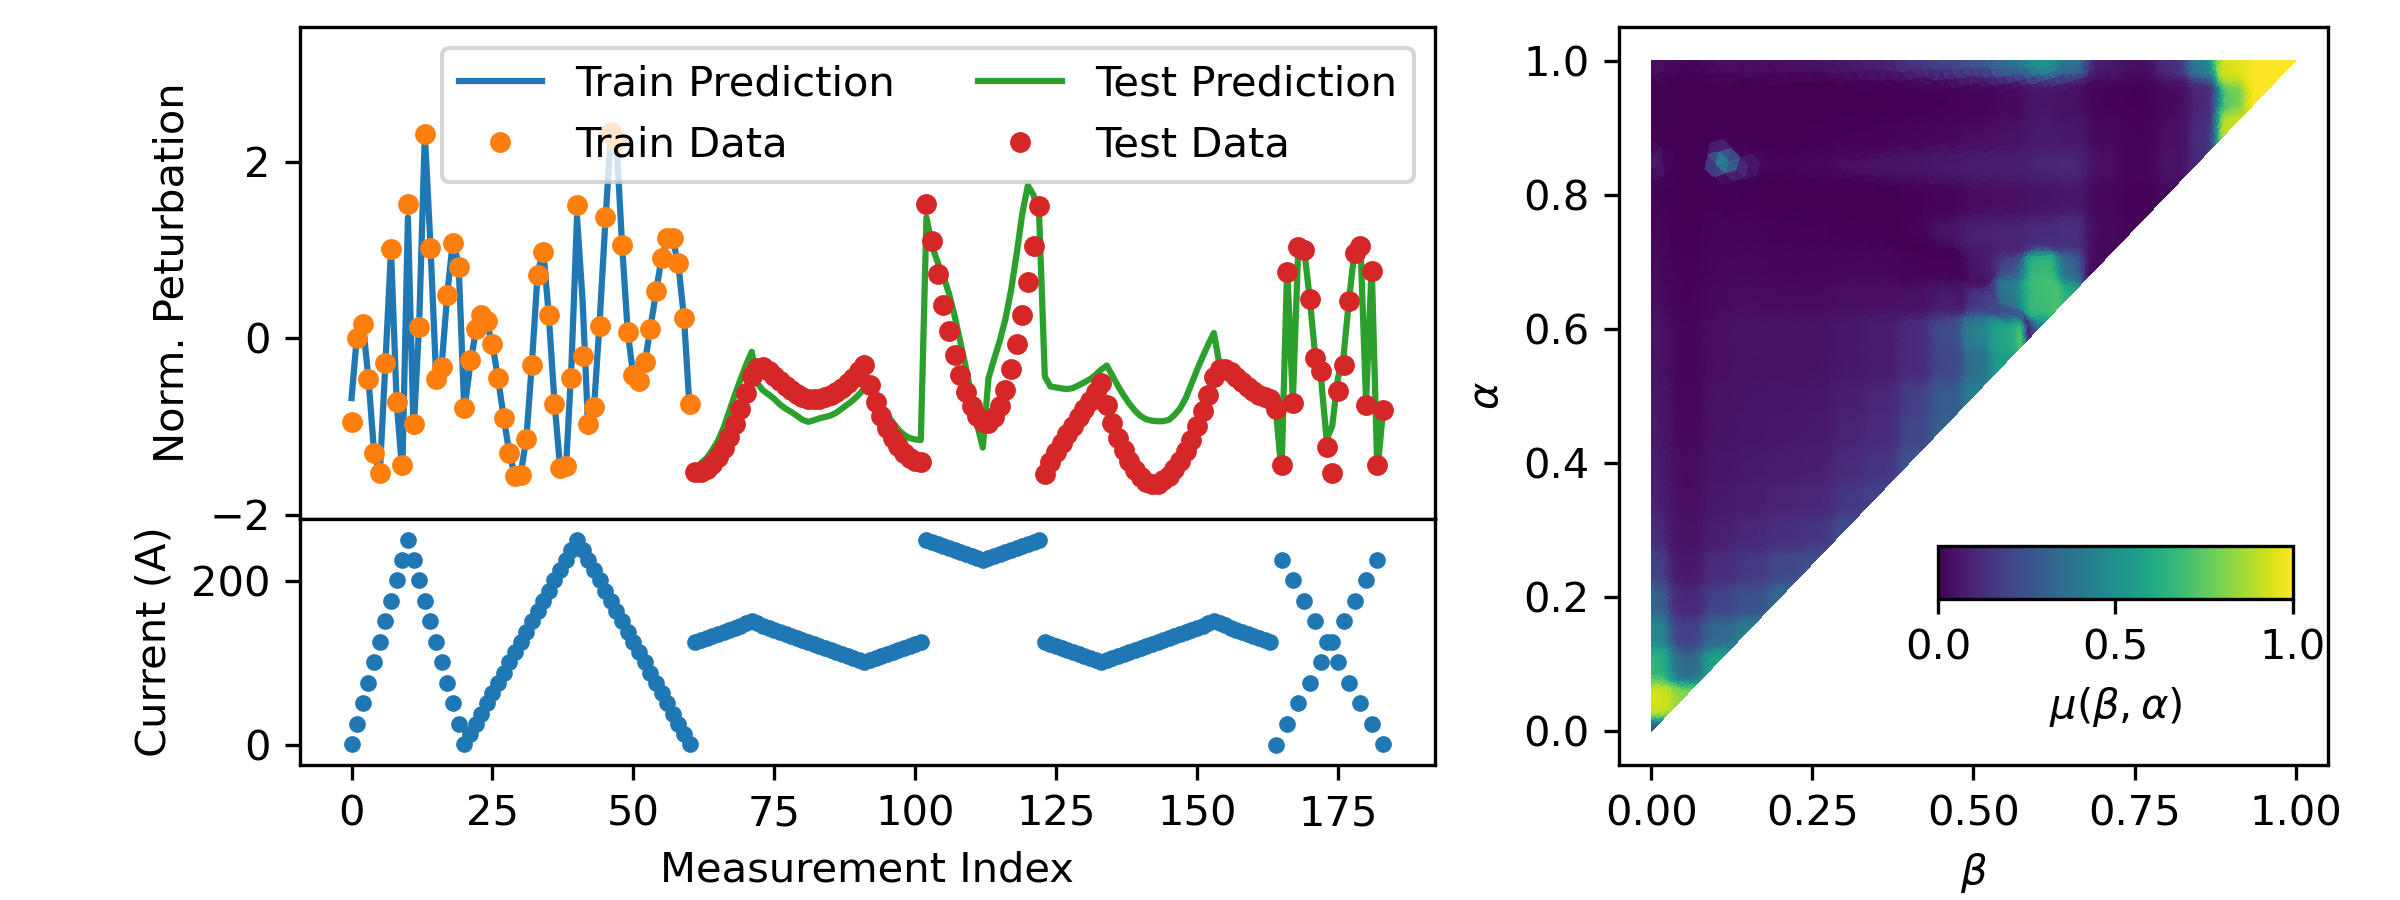 Train Prediction
Train Data
Test Prediction
Test Data
Norm. Peturbation
2
0
−2
Current (A)
200
0
0 25 50 75 100 125 150 175
Measurement Index
α
1.0
0.8
0.6
0.4
0.2
0.0
0.0 0.5 1.0
μ(β, α)
0.00 0.25 0.50 0.75 1.00
β